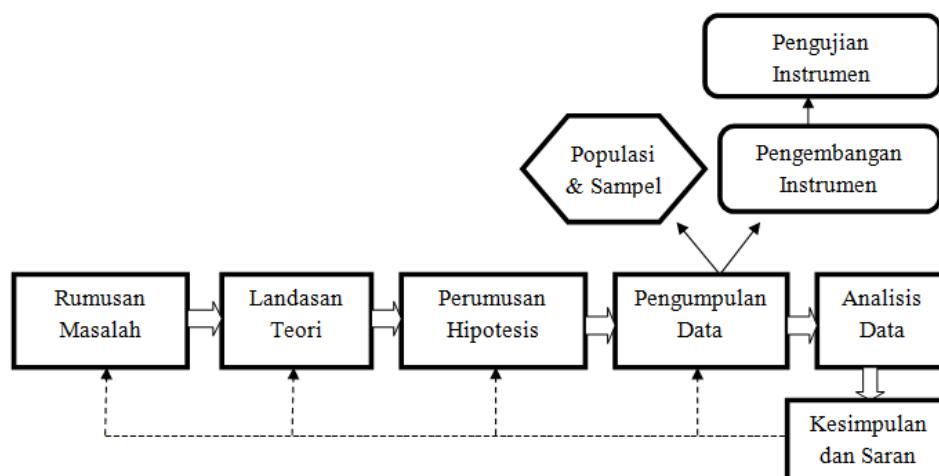 Pengujian
Instrumen
Populasi
& Sampel
Pengembangan
Instrumen
Rumusan
Masalah
Landasan
Teori
Perumusan
Hipotesis
Pengumpulan
Data
Analisis
Data
Kesimpulan
dan Saran